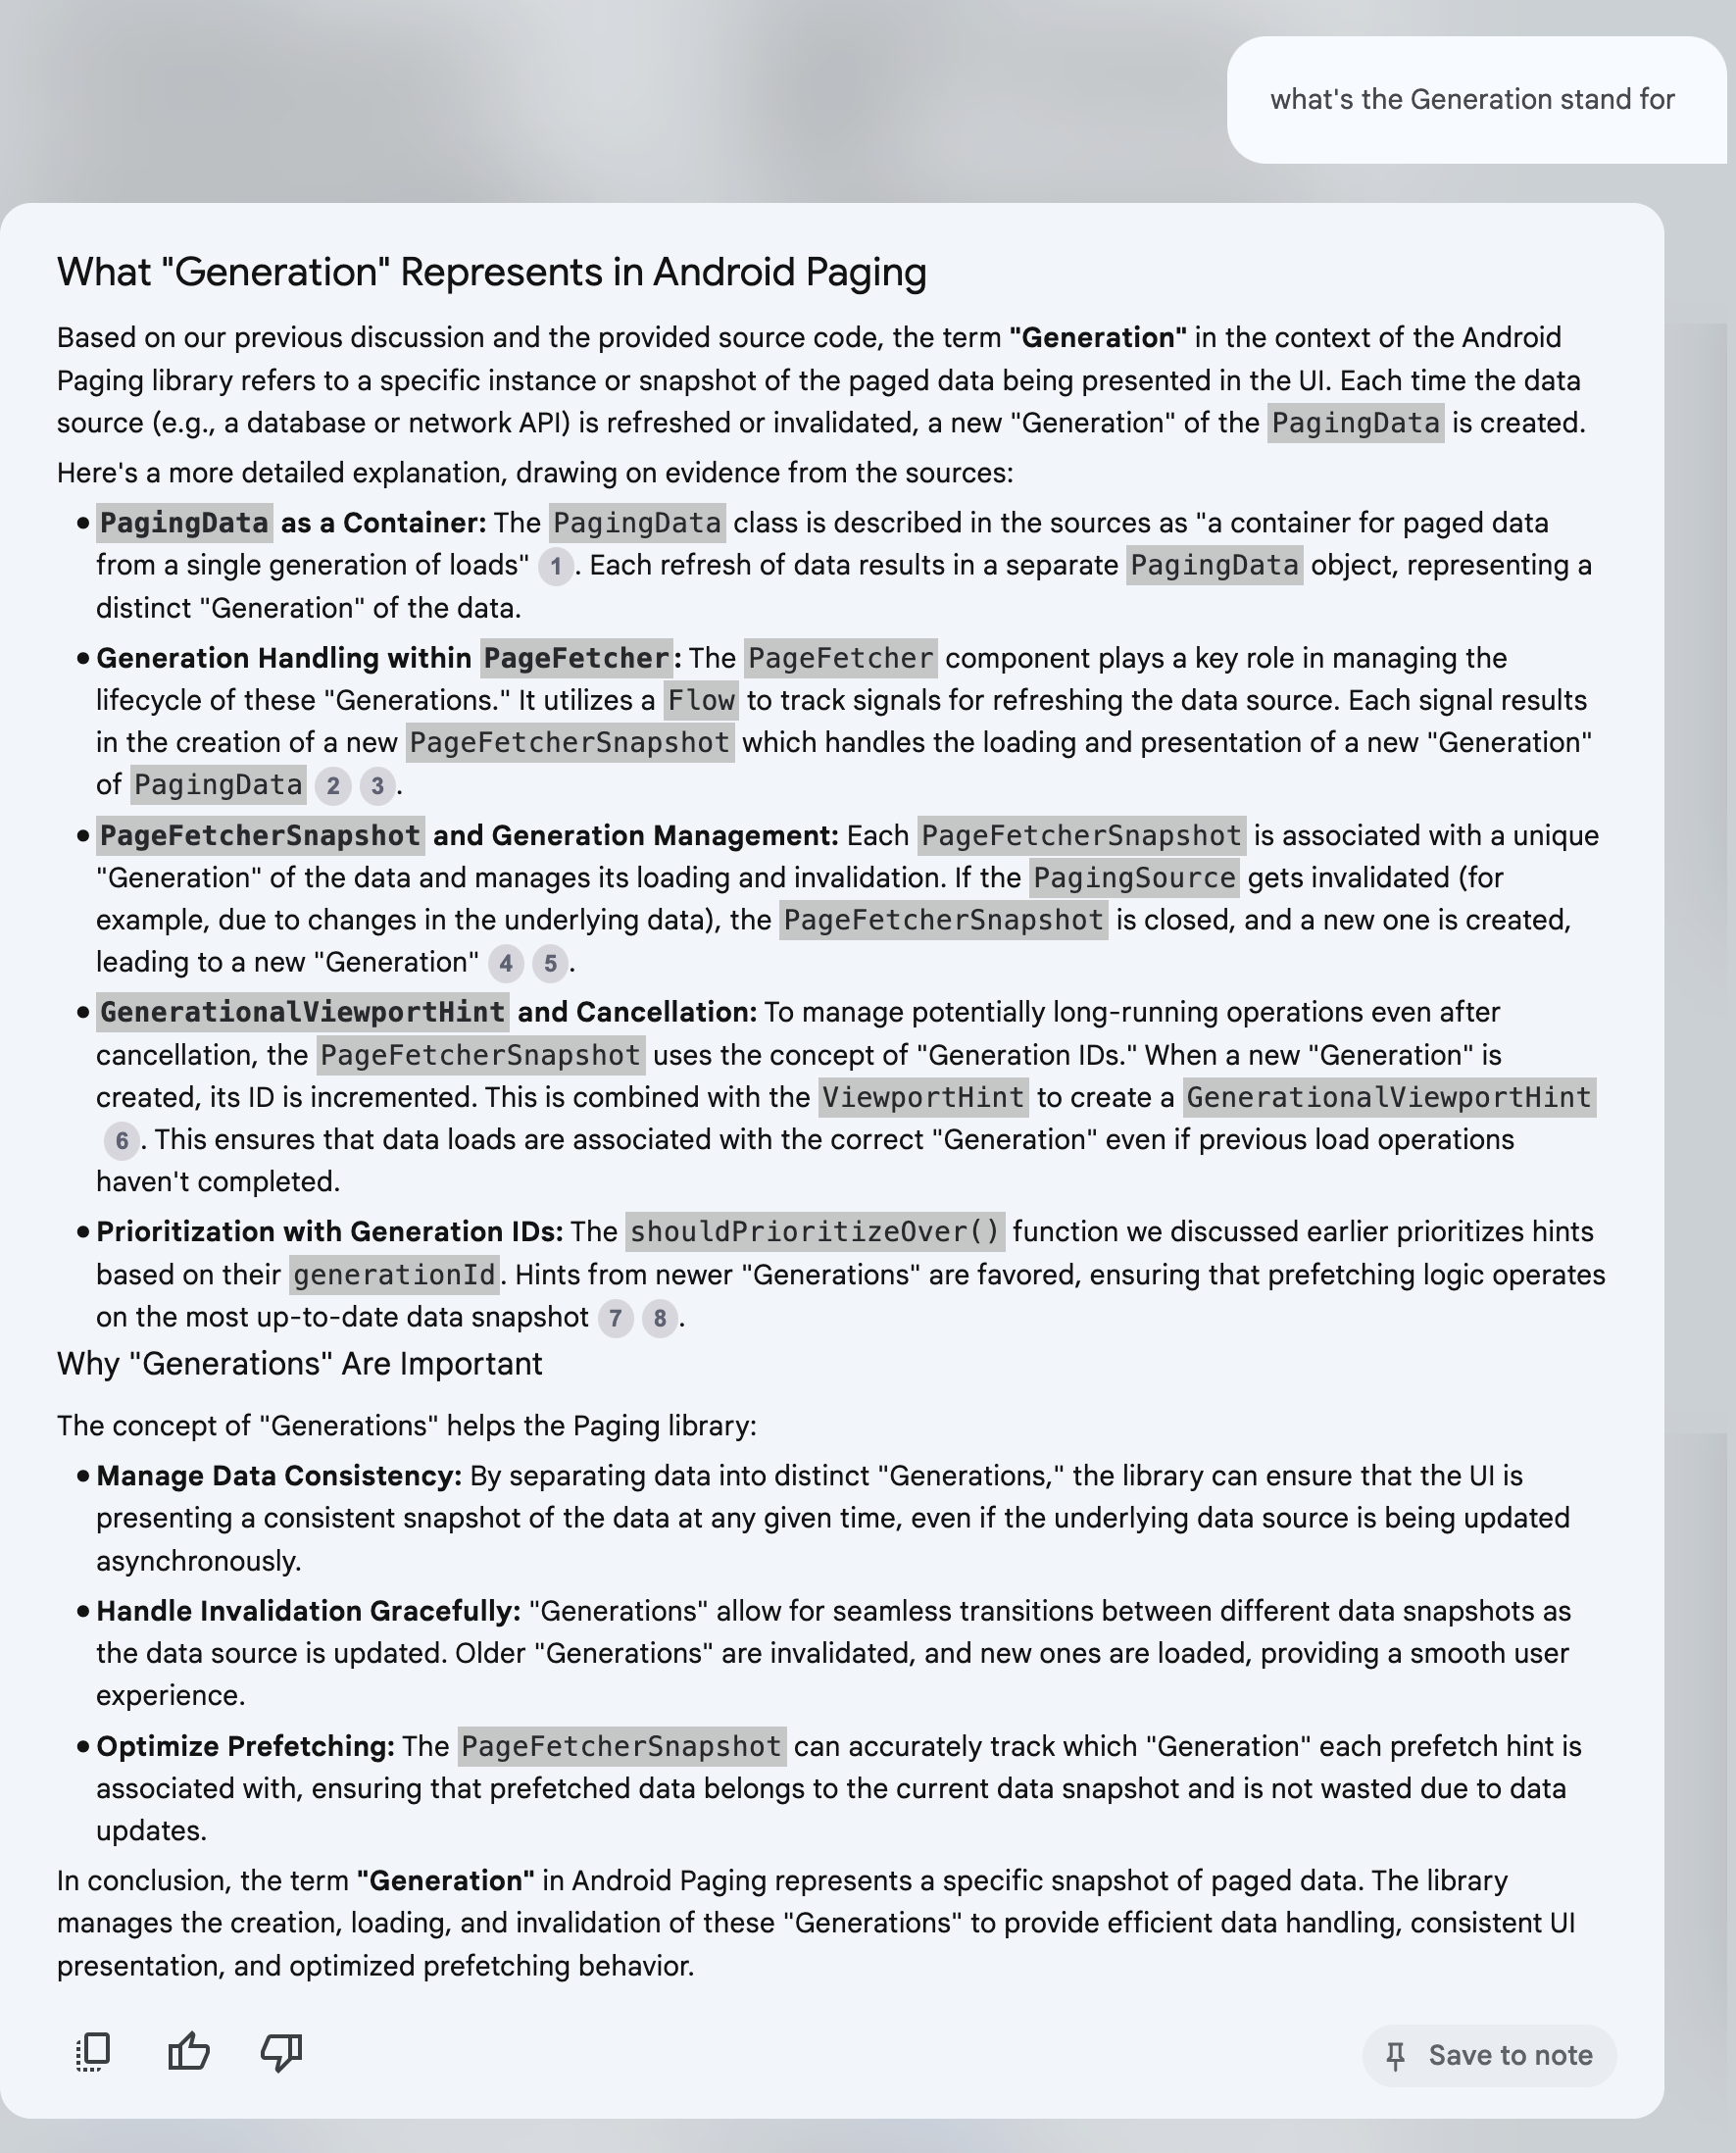 what's the Generation stand for
What "Generation" Represents in Android Paging
Based on our previous discussion and the provided source code, the term "Generation" in the context of the Android
Paging library refers to a specific instance or snapshot of the paged data being presented in the UI. Each time the data
source (e.g., a database or network API) is refreshed or invalidated, a new "Generation" of the PagingData is created.
Here's a more detailed explanation, drawing on evidence from the sources:
• PagingData as a Container: The PagingData class is described in the sources as "a container for paged data
from a single generation of loads" 1. Each refresh of data results in a separate PagingData object, representing a
distinct "Generation" of the data.
• Generation Handling within PageFetcher: The PageFetcher component plays a key role in managing the
lifecycle of these "Generations." It utilizes a Flow to track signals for refreshing the data source. Each signal results
in the creation of a new PageFetcherSnapshot which handles the loading and presentation of a new "Generation"
of PagingData 2 3.
• PageFetcherSnapshot and Generation Management: Each PageFetcherSnapshot is associated with a unique
"Generation" of the data and manages its loading and invalidation. If the PagingSource gets invalidated (for
example, due to changes in the underlying data), the PageFetcherSnapshot is closed, and a new one is created,
leading to a new "Generation" 4 5.
• GenerationalViewportHint and Cancellation: To manage potentially long-running operations even after
cancellation, the PageFetcherSnapshot uses the concept of "Generation IDs." When a new "Generation" is
created, its ID is incremented. This is combined with the ViewportHint to create a GenerationalViewportHint
6. This ensures that data loads are associated with the correct "Generation" even if previous load operations
haven't completed.
• Prioritization with Generation IDs: The shouldPrioritizeOver() function we discussed earlier prioritizes hints
based on their generationId. Hints from newer "Generations" are favored, ensuring that prefetching logic operates
on the most up-to-date data snapshot 7 8.
Why "Generations" Are Important
The concept of "Generations" helps the Paging library:
• Manage Data Consistency: By separating data into distinct "Generations," the library can ensure that the UI is
presenting a consistent snapshot of the data at any given time, even if the underlying data source is being updated
asynchronously.
• Handle Invalidation Gracefully: "Generations" allow for seamless transitions between different data snapshots as
the data source is updated. Older "Generations" are invalidated, and new ones are loaded, providing a smooth user
experience.
• Optimize Prefetching: The PageFetcherSnapshot can accurately track which "Generation" each prefetch hint is
associated with, ensuring that prefetched data belongs to the current data snapshot and is not wasted due to data
updates.
In conclusion, the term "Generation" in Android Paging represents a specific snapshot of paged data. The library
manages the creation, loading, and invalidation of these "Generations" to provide efficient data handling, consistent UI
presentation, and optimized prefetching behavior.
Save to note